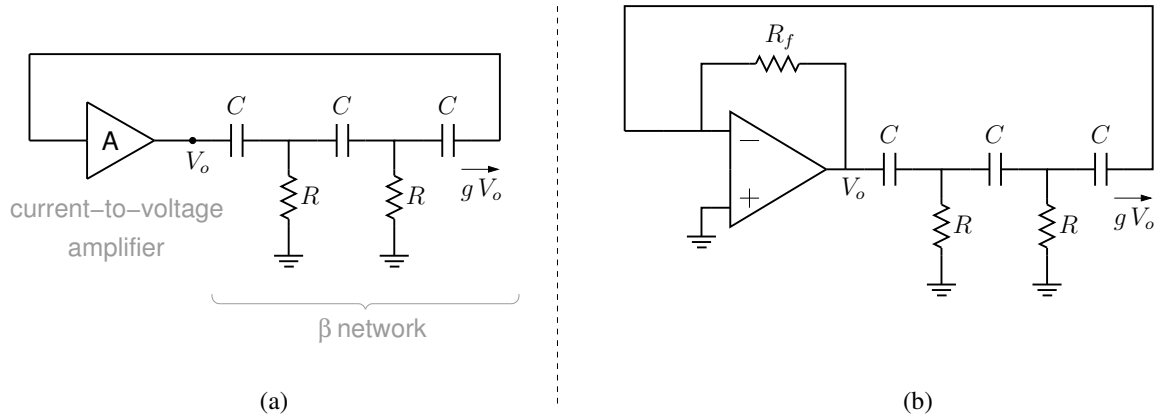 A
V_o
C
C
C
R
R
g V_o
current−to−voltage
amplifier
β network
(a)
R_f
−
+
V_o
C
C
C
R
R
g V_o
(b)